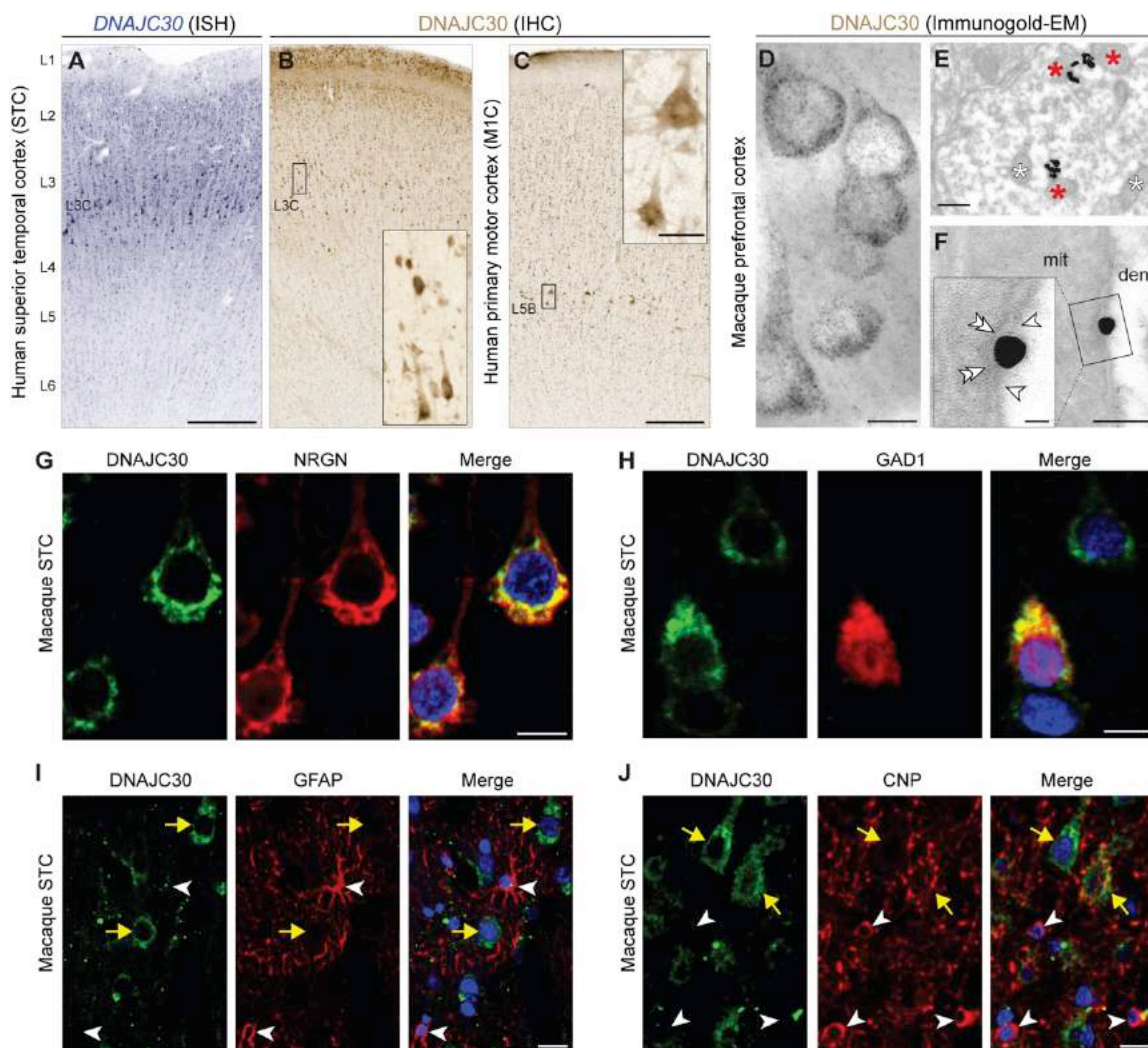 DNAJC30 (ISH)
DNAJC30 (IHC)
DNAJC30 (Immunogold-EM)
Human superior temporal cortex (STC)
L1
L2
L3
L3C
L4
L5
L6
A
B
L3C
Human primary motor cortex (M1C)
C
L5B
Macaque prefrontal cortex
D
E
* * * * *
F
mit
den
G
DNAJC30 NRGN Merge
Macaque STC
H
DNAJC30 GAD1 Merge
Macaque STC
I
DNAJC30 GFAP Merge
Macaque STC
J
DNAJC30 CNP Merge
Macaque STC